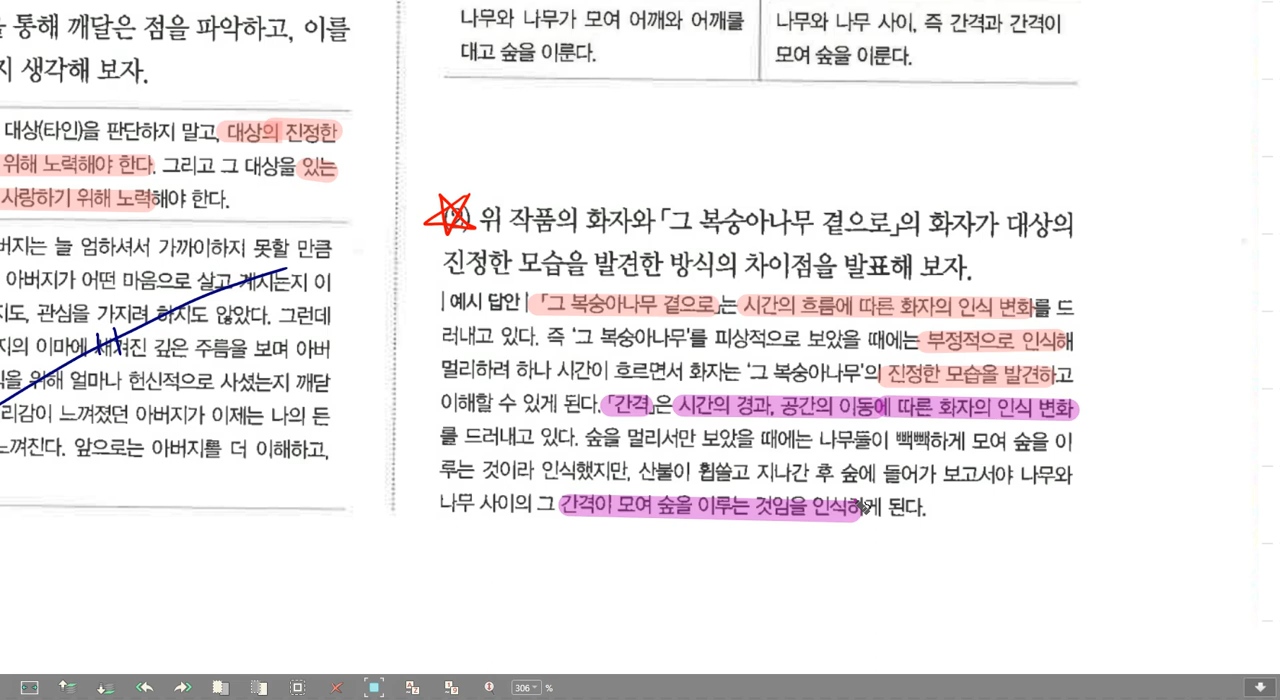 통해 깨달은 점을 파악하고, 이를
생각해 보자.
대상(타인)을 판단하지 말고, 대상의 진정한
위해 노력해야 한다. 그리고 그 대상을 있는
사랑하기 위해 노력해야 한다.
버지는 늘 엄하셔서 가까이하지 못할 만큼
아버지가 어떤 마음으로 살고 계시는지 이
지도, 관심을 가지려 하지도 않았다. 그런데
지의 이마에 새겨진 깊은 주름을 보며 아버
위해 얼마나 헌신적으로 사셨는지 깨닫
리감이 느껴졌던 아버지가 이제는 나의 든
느껴진다. 앞으로는 아버지를 더 이해하고,
나무와 나무가 모여 어깨와 어깨를
대고 숲을 이룬다.
나무와 나무 사이, 즉 간격과 간격이
모여 숲을 이룬다.
(2) 위 작품의 화자와 「그 복숭아나무 곁으로」의 화자가 대상의
진정한 모습을 발견한 방식의 차이점을 발표해 보자.
| 예시 답안 | 「그 복숭아나무 곁으로」는 시간의 흐름에 따른 화자의 인식 변화를 드
러내고 있다. 즉 '그 복숭아나무'를 피상적으로 보았을 때에는 부정적으로 인식해
멀리하려 하나 시간이 흐르면서 화자는 '그 복숭아나무'의 진정한 모습을 발견하고
이해할 수 있게 된다. 「간격」은 시간의 경과, 공간의 이동에 따른 화자의 인식 변화
를 드러내고 있다. 숲을 멀리서만 보았을 때에는 나무들이 빽빽하게 모여 숲을 이
루는 것이라 인식했지만, 산불이 휩쓸고 지나간 후 숲에 들어가 보고서야 나무와
나무 사이의 그 간격이 모여 숲을 이루는 것임을 인식하게 된다.
306 %